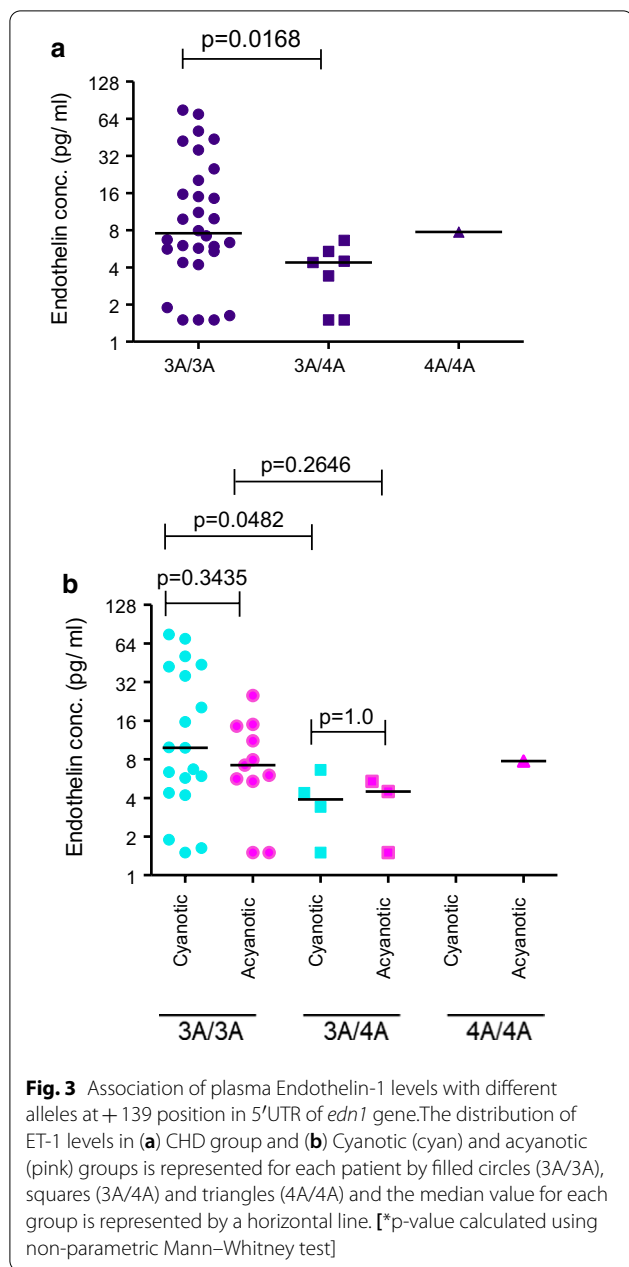 a
p=0.0168
128
64
32
16
8
4
2
1
Endothelin conc. (pg/ ml)
3A/3A 3A/4A 4A/4A
p=0.2646
p=0.0482
b
p=0.3435
128
64
32
16
8
4
2
1
Endothelin conc. (pg/ ml)
p=1.0
Cyanotic
Acyanotic
Cyanotic
Acyanotic
Cyanotic
Acyanotic
3A/3A 3A/4A 4A/4A
Fig. 3 Association of plasma Endothelin-1 levels with different
alleles at + 139 position in 5′UTR of edn1 gene.The distribution of
ET-1 levels in (a) CHD group and (b) Cyanotic (cyan) and acyanotic
(pink) groups is represented for each patient by filled circles (3A/3A),
squares (3A/4A) and triangles (4A/4A) and the median value for each
group is represented by a horizontal line. [*p-value calculated using
non-parametric Mann–Whitney test]